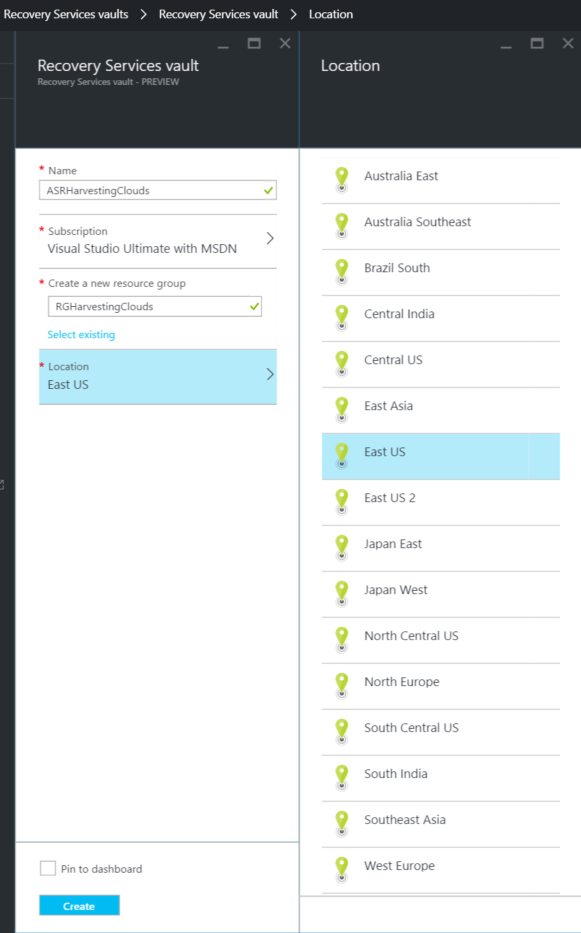 Recovery Services vaults > Recovery Services vault > Location
Recovery Services vault
Recovery Services vault - PREVIEW
* Name
ASRHarvestingClouds
* Subscription
Visual Studio Ultimate with MSDN
* Create a new resource group
RGHarvestingClouds
Select existing
* Location
East US
Pin to dashboard
Create
Location
Australia East
Australia Southeast
Brazil South
Central India
Central US
East Asia
East US
East US 2
Japan East
Japan West
North Central US
North Europe
South Central US
South India
Southeast Asia
West Europe